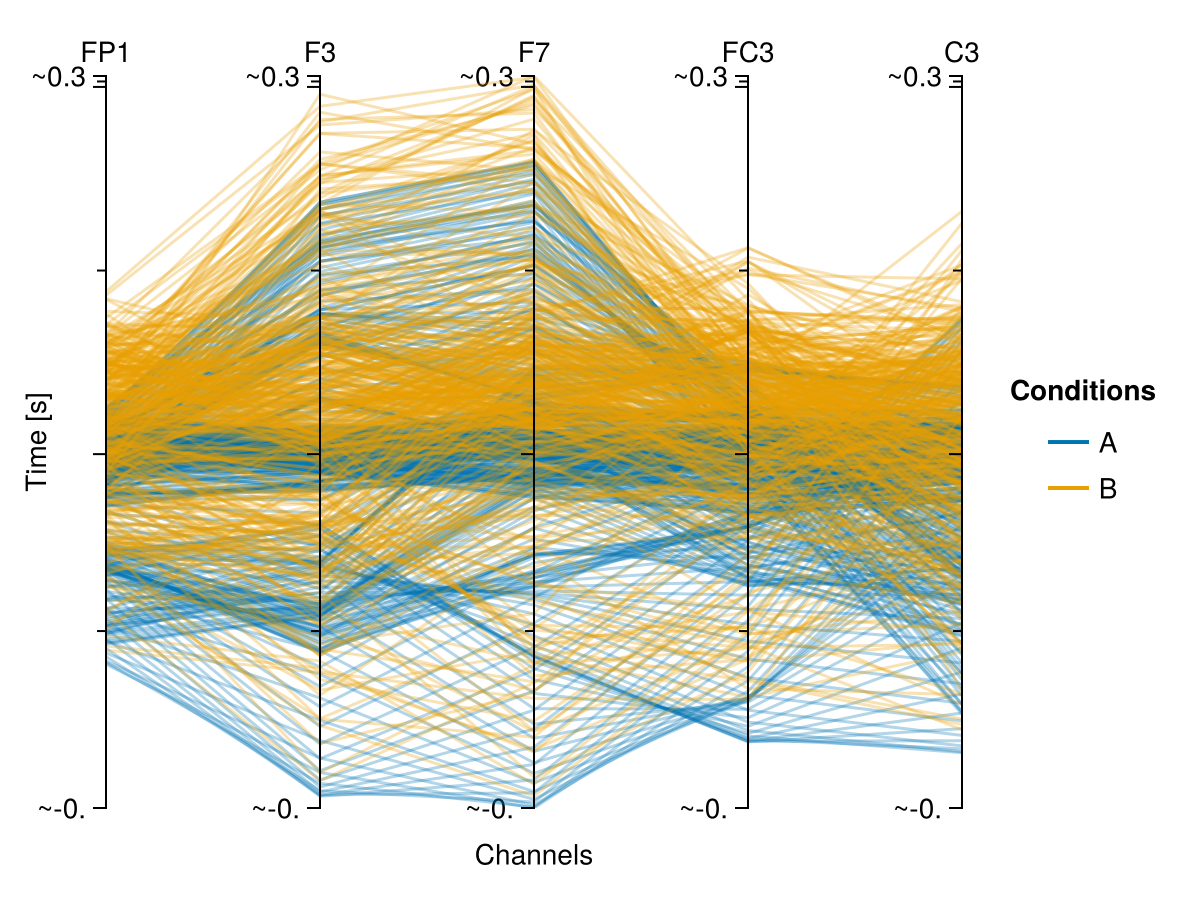 FP1 F3 F7 FC3 C3
~0.3 ~0.3 ~0.3 ~0.3 ~0.3
Time [s]
Conditions
A
B
~-0. ~-0. ~-0. ~-0. ~-0.
Channels